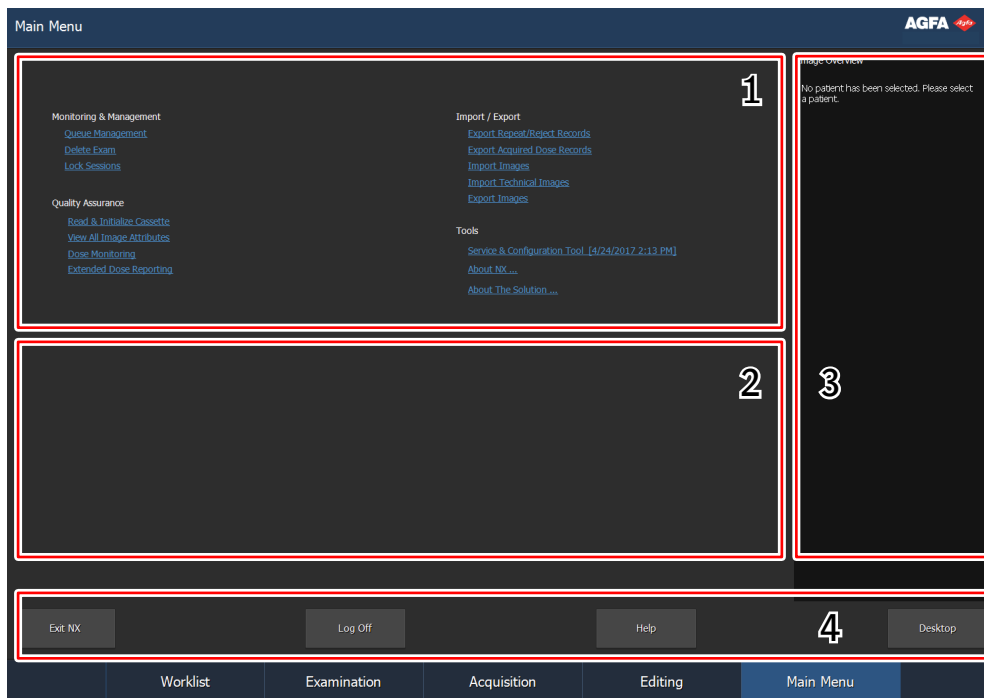 Main Menu
AGFA Agfa
1
Monitoring & Management
Queue Management
Delete Exam
Lock Sessions
Quality Assurance
Read & Initialize Cassette
View All Image Attributes
Dose Monitoring
Extended Dose Reporting
Import / Export
Export Repeat/Reject Records
Export Acquired Dose Records
Import Images
Import Technical Images
Export Images
Tools
Service & Configuration Tool [4/24/2017 2:13 PM]
About NX ...
About The Solution ...
Image Overview
No patient has been selected. Please select
a patient.
2
3
Exit NX
Log Off
Help
4
Desktop
Worklist
Examination
Acquisition
Editing
Main Menu